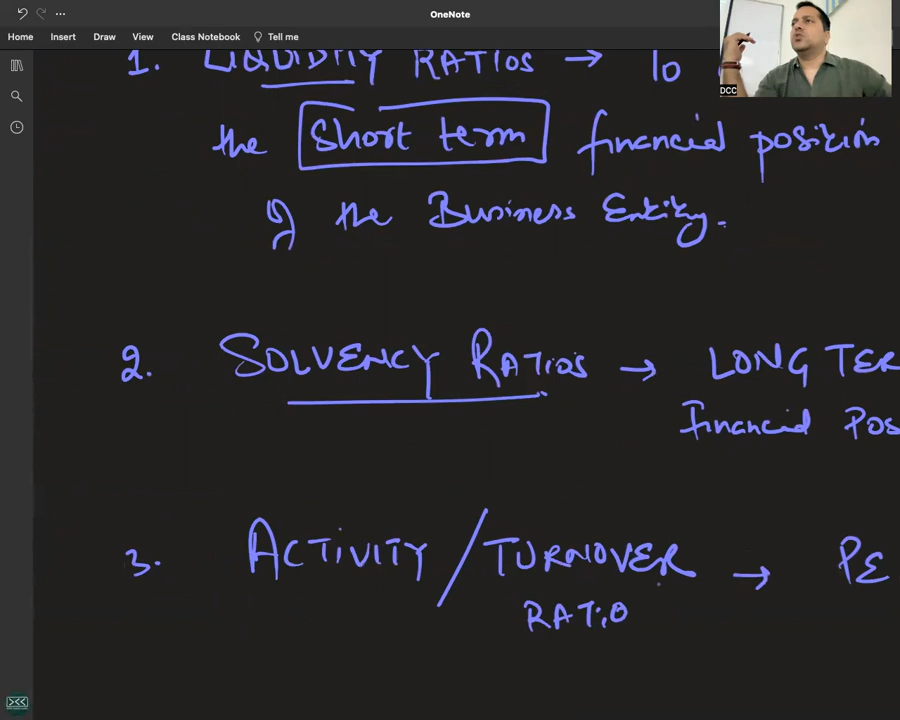 OneNote
Home Insert Draw View Class Notebook Tell me
DCC
1. LIQUIDITY RATIOS → To
the Short term financial position
of the Business Entity.
2. SOLVENCY RATIOS → LONG TER
Financial Pos
3. ACTIVITY / TURNOVER → PE
RATIO